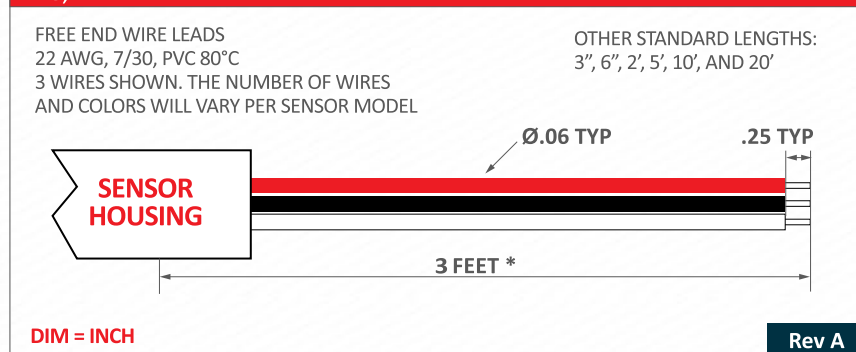 FREE END WIRE LEADS
22 AWG, 7/30, PVC 80°C
3 WIRES SHOWN. THE NUMBER OF WIRES
AND COLORS WILL VARY PER SENSOR MODEL
OTHER STANDARD LENGTHS:
3”, 6”, 2’, 5’, 10’, AND 20’
Ø.06 TYP
.25 TYP
SENSOR
HOUSING
3 FEET *
DIM = INCH
Rev A